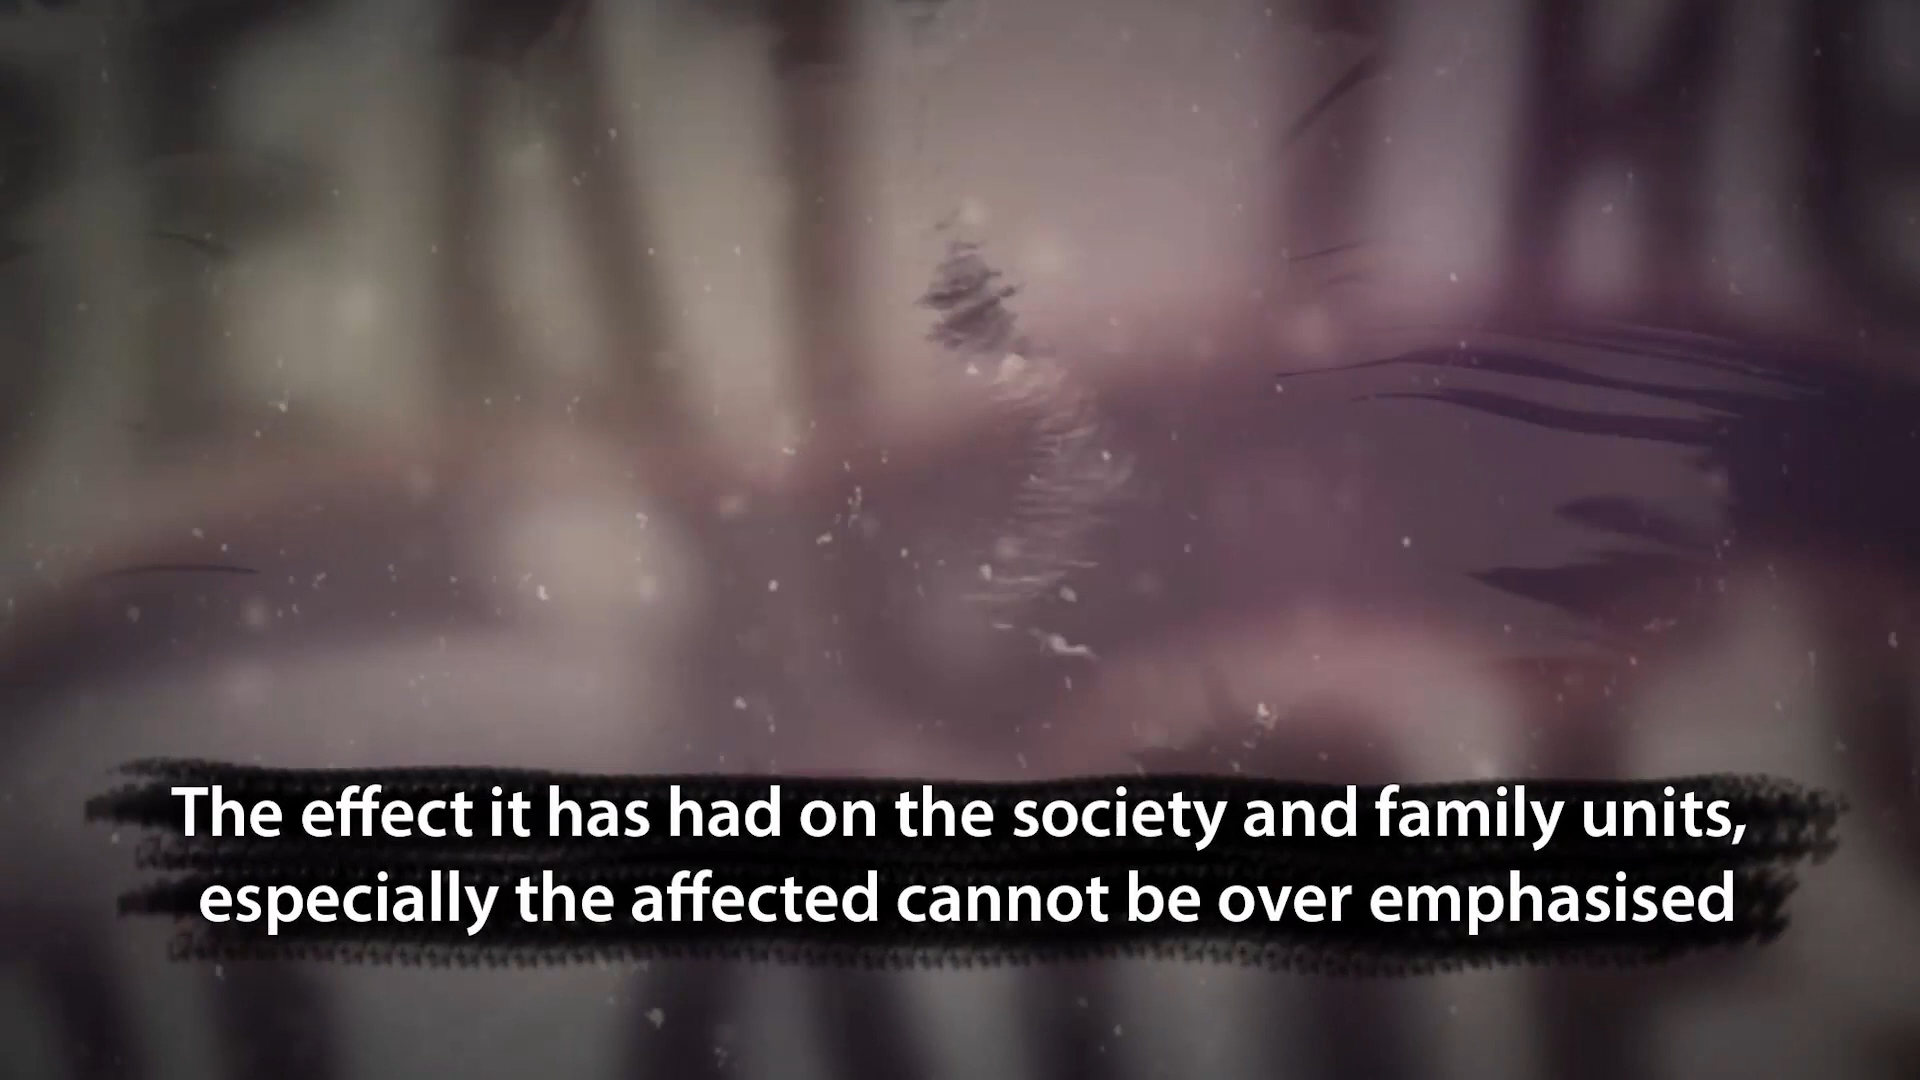 The effect it has had on the society and family units,
especially the affected cannot be over emphasised